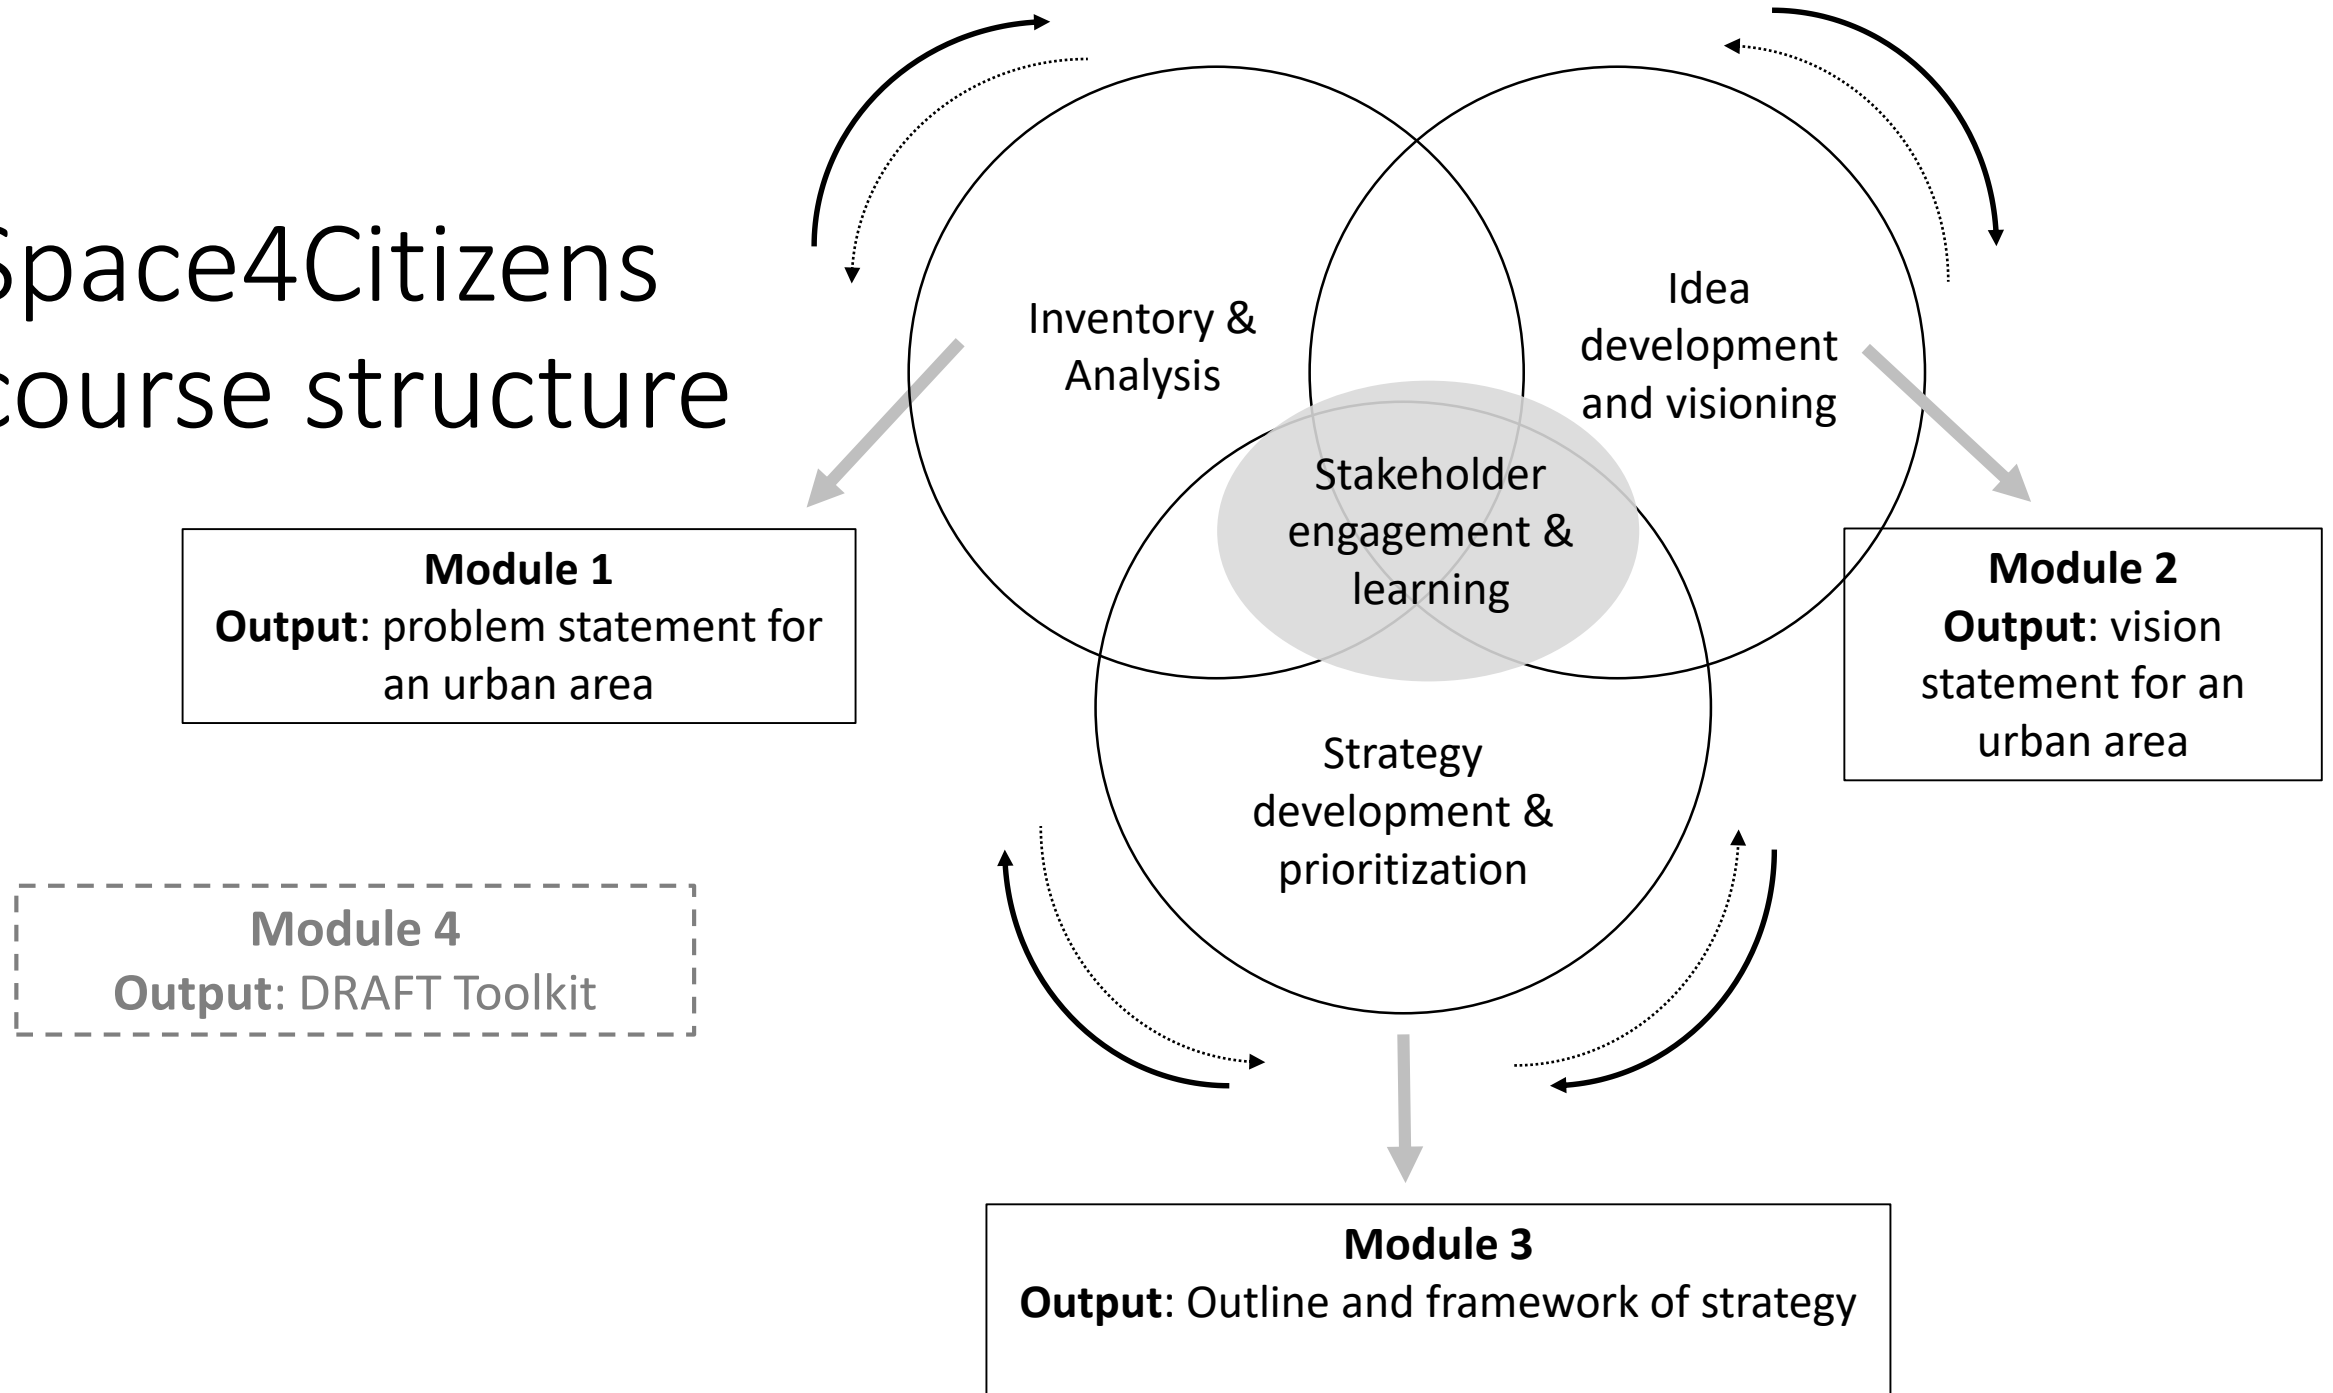 Space4Citizens
course structure
Inventory &
Analysis
Idea
development
and visioning
Stakeholder
engagement &
learning
Strategy
development &
prioritization
Module 1
Output: problem statement for
an urban area
Module 2
Output: vision
statement for an
urban area
Module 4
Output: DRAFT Toolkit
Module 3
Output: Outline and framework of strategy